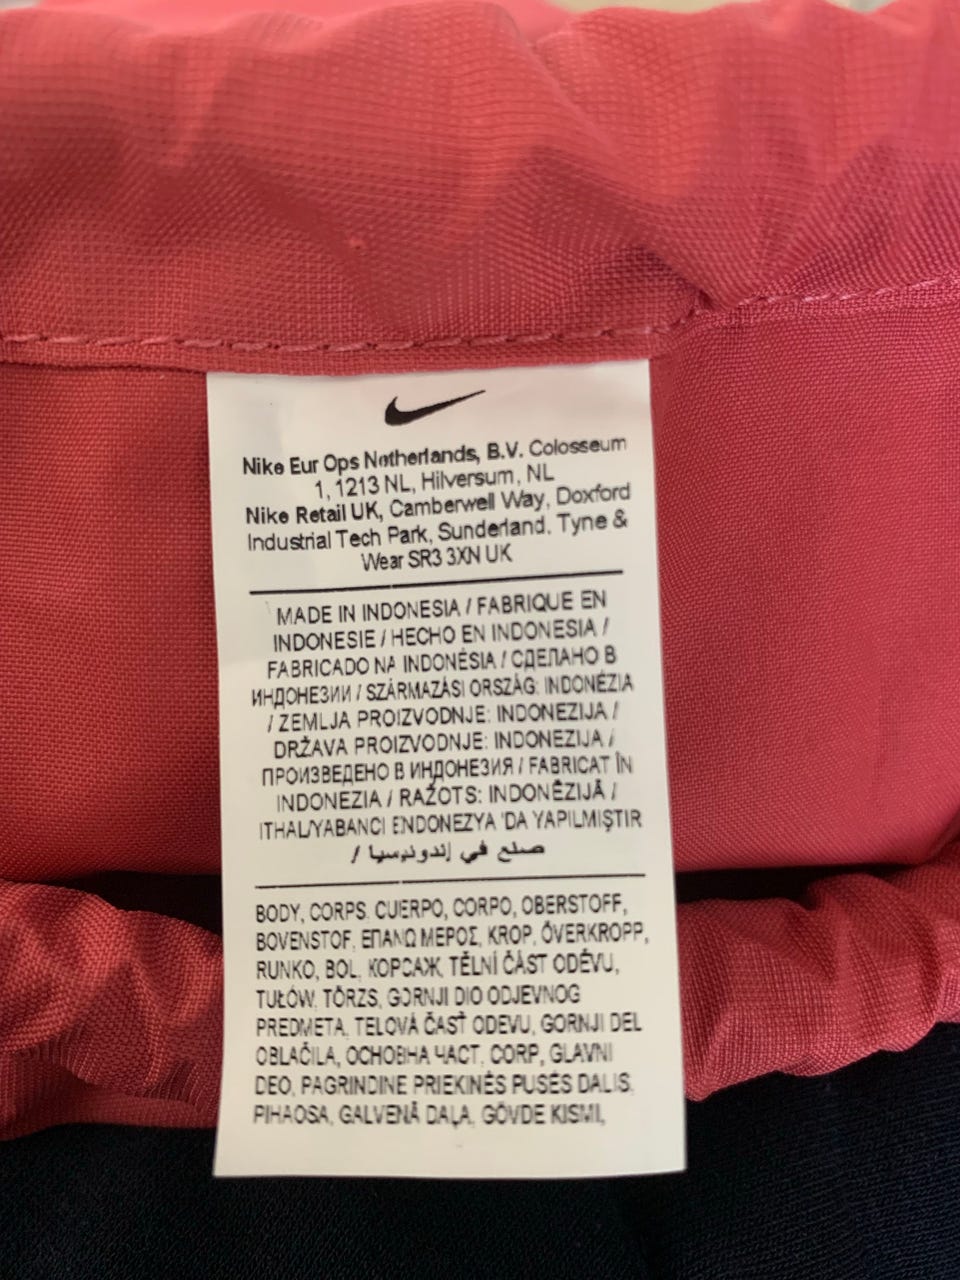 Nike Eur Ops Netherlands, B.V. Colosseum
1, 1213 NL, Hilversum, NL
Nike Retail UK, Camberwell Way, Doxford
Industrial Tech Park, Sunderland. Tyne &
Wear SR3 3XN UK
MADE IN INDONESIA / FABRIQUE EN
INDONESIE / HECHO EN INDONESIA /
FABRICADO NA INDONÉSIA / СДЕЛАНО В
ИНДОНЕЗИИ / SZÁRMAZÁSI ORSZÁG: INDONÉZIA
/ ZEMLJA PROIZVODNJE: INDONEZIJA /
DRŽAVA PROIZVODNJE: INDONEZIJA /
ПРОИЗВЕДЕНО В ИНДОНЕЗИЯ / FABRICAT ÎN
INDONEZIA / RAŽOTS: INDONĒZIJĀ /
ITHAL/YABANCI ENDONEZYA 'DA YAPILMIŞTIR
/ صنع في إندونيسيا
BODY, CORPS, CUERPO, CORPO, OBERSTOFF,
BOVENSTOF, ΕΠΑΝΩ ΜΕΡΟΣ, KROP, ÖVERKROPP,
RUNKO, BOL, КОРСАЖ, TĚLNÍ ČÁST ODĚVU,
TUŁÓW, TÖRZS, GORNJI DIO ODJEVNOG
PREDMETA, TELOVÁ ČASŤ ODEVU, GORNJI DEL
OBLAČILA, ОСНОВНА ЧАСТ, CORP, GLAVNI
DEO, PAGRINDINE PRIEKINĖS PUSĖS DALIS,
PIHAOSA, GALVENĀ DAĻA, GÖVDE KISMI,